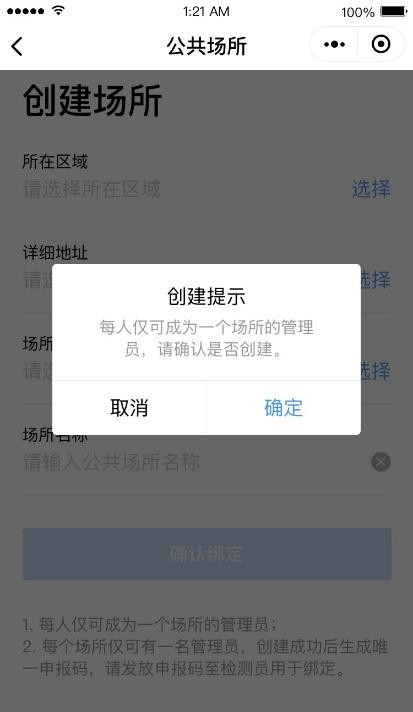 1:21 AM
100%
公共场所
创建场所
所在区域
请选择所在区域
选择
详细地址
选择
创建提示
每人仅可成为一个场所的管理
员，请确认是否创建。
场所
选择
取消
确定
场所名称
请输入公共场所名称
确认绑定
1. 每人仅可成为一个场所的管理员；
2. 每个场所仅可有一名管理员，创建成功后生成唯
一申报码，请发放申报码至检测员用于绑定。